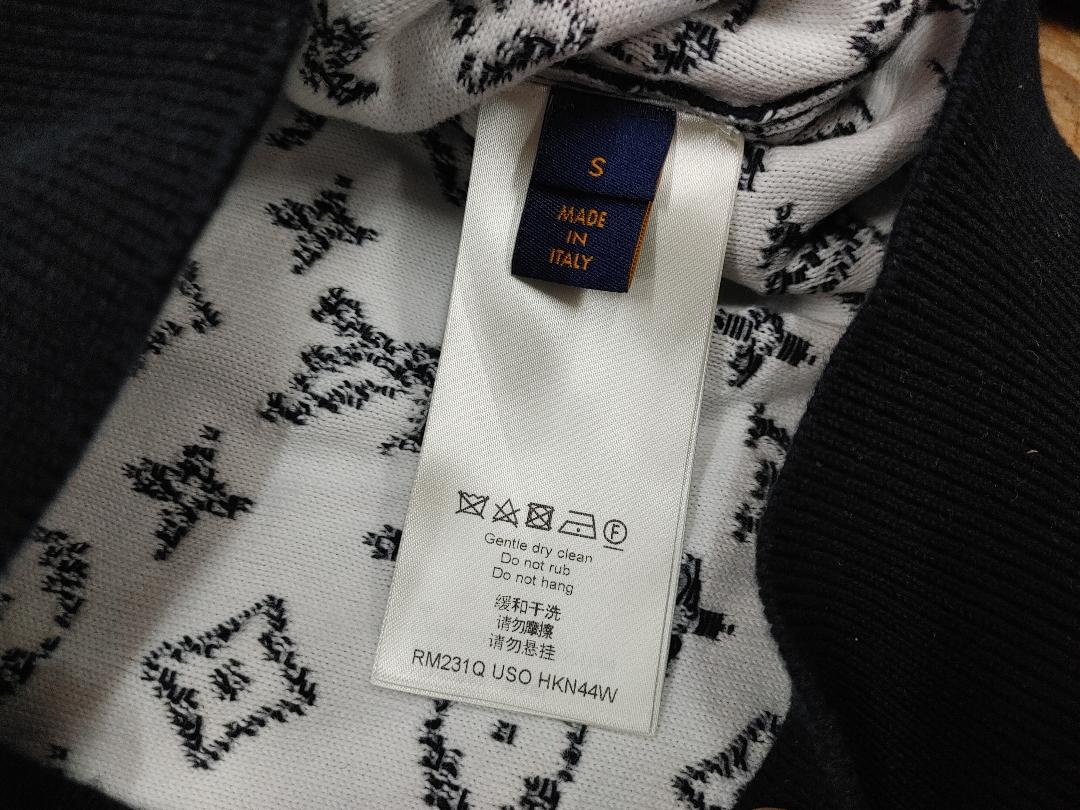 S
MADE
IN
ITALY
F
Gentle dry clean
Do not rub
Do not hang
缓和干洗
请勿摩擦
请勿悬挂
RM231Q USO HKN44W